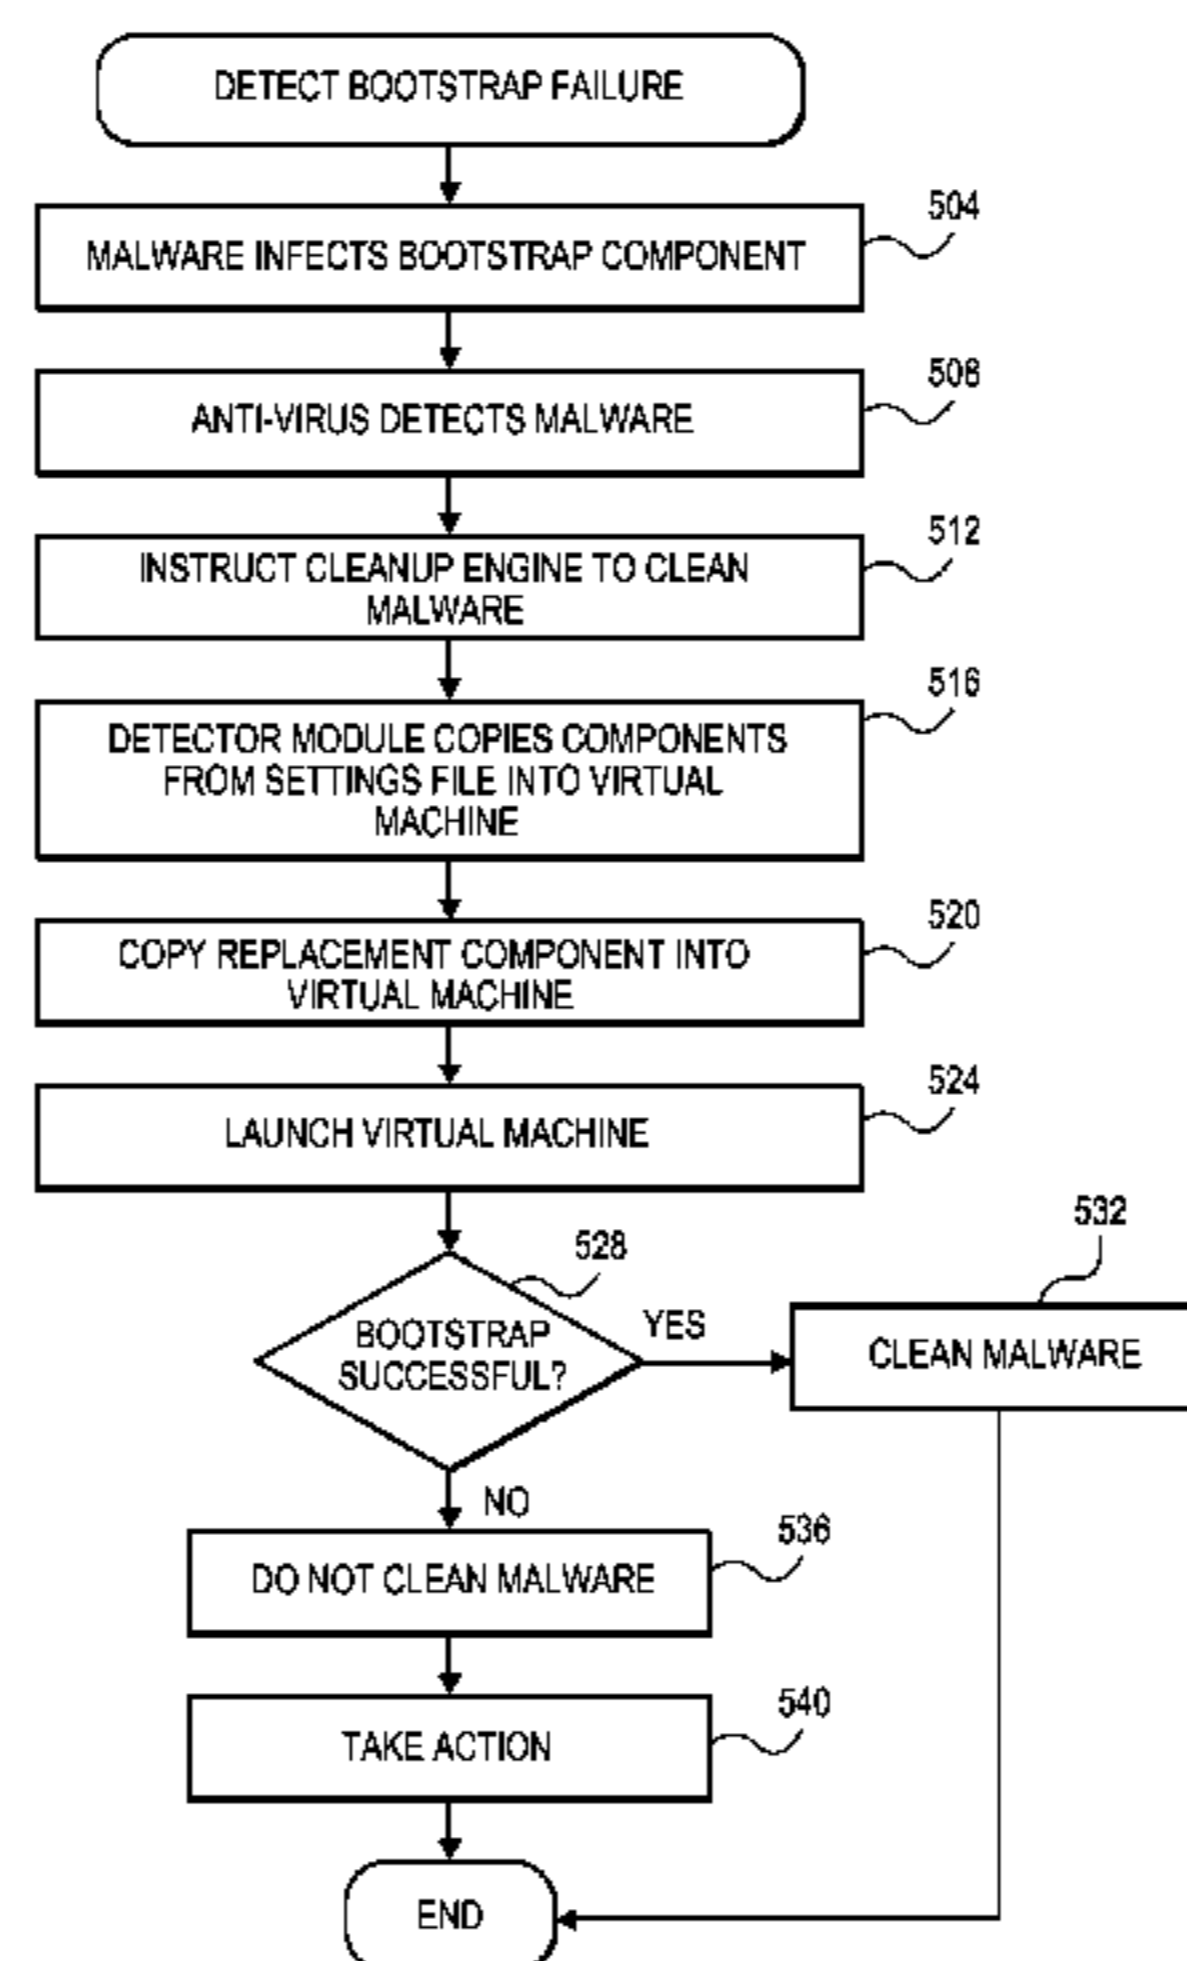 DETECT BOOTSTRAP FAILURE
504
MALWARE INFECTS BOOTSTRAP COMPONENT
508
ANTI-VIRUS DETECTS MALWARE
512
INSTRUCT CLEANUP ENGINE TO CLEAN
MALWARE
516
DETECTOR MODULE COPIES COMPONENTS
FROM SETTINGS FILE INTO VIRTUAL
MACHINE
520
COPY REPLACEMENT COMPONENT INTO
VIRTUAL MACHINE
524
LAUNCH VIRTUAL MACHINE
532
528
YES
BOOTSTRAP
SUCCESSFUL?
CLEAN MALWARE
NO
536
DO NOT CLEAN MALWARE
540
TAKE ACTION
END